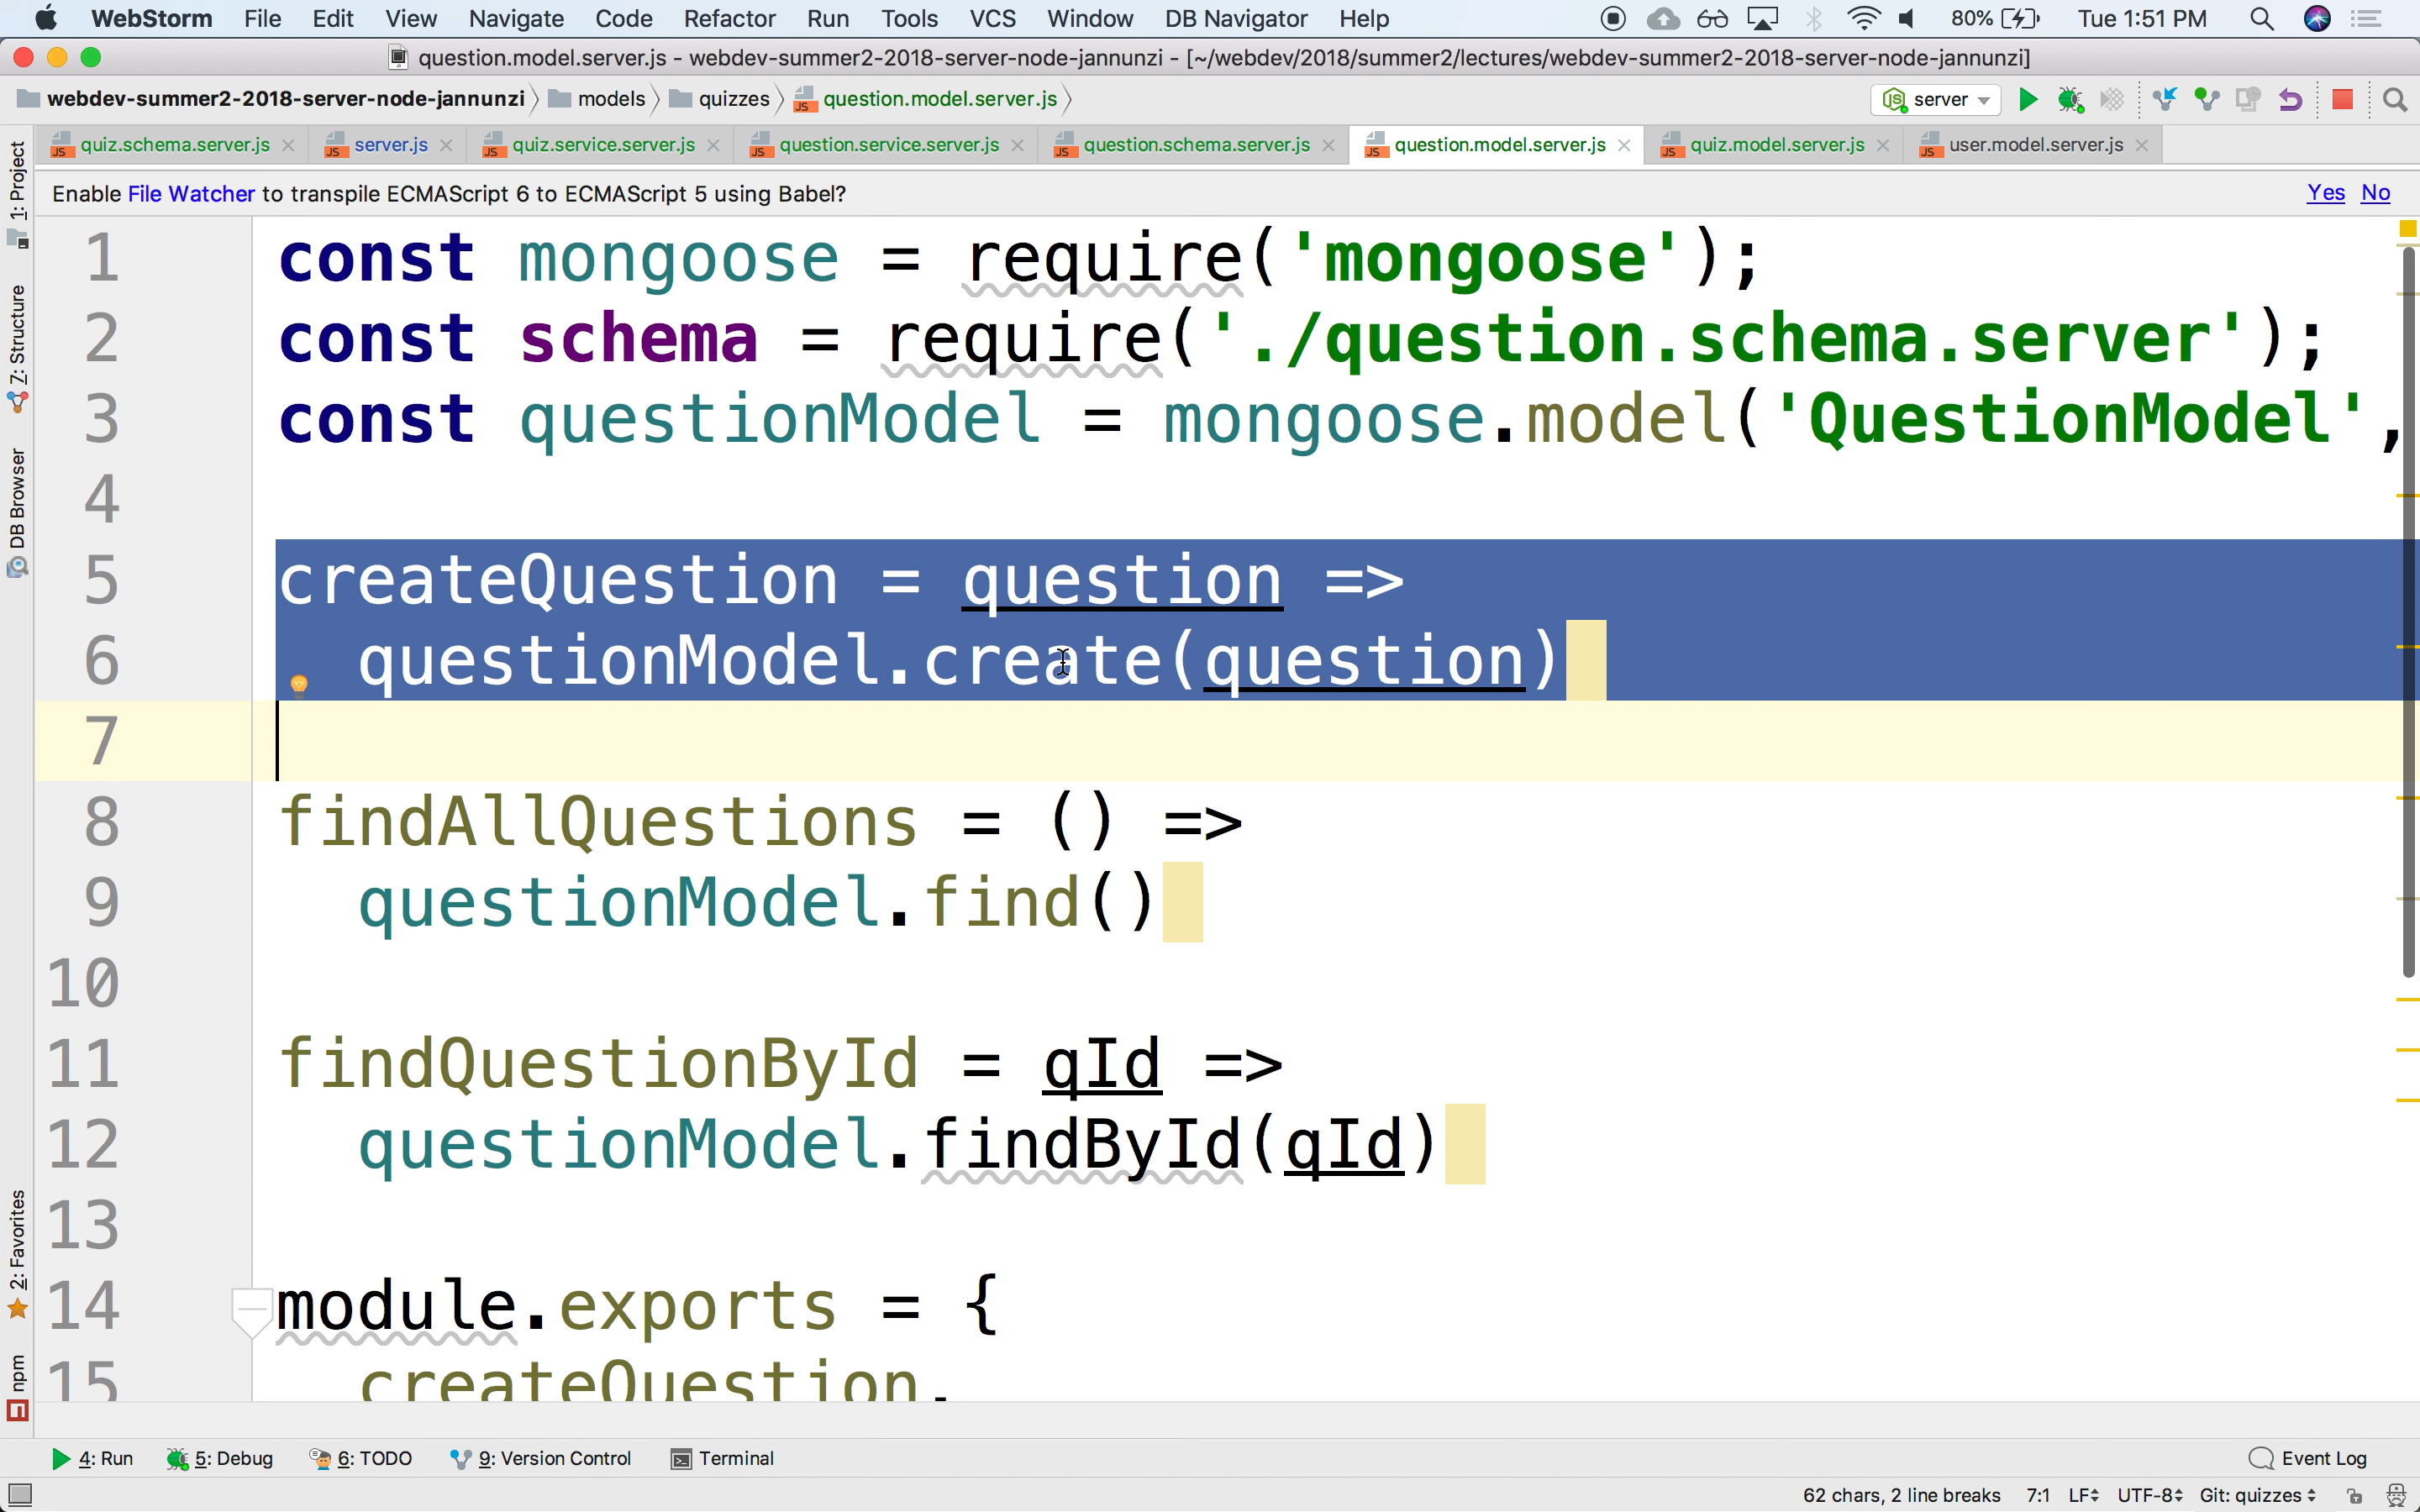 WebStorm File Edit View Navigate Code Refactor Run Tools VCS Window DB Navigator Help 80% Tue 1:51 PM
question.model.server.js - webdev-summer2-2018-server-node-jannunzi - [~/webdev/2018/summer2/lectures/webdev-summer2-2018-server-node-jannunzi]
webdev-summer2-2018-server-node-jannunzi models quizzes question.model.server.js server
quiz.schema.server.js server.js quiz.service.server.js question.service.server.js question.schema.server.js question.model.server.js quiz.model.server.js user.model.server.js
Enable File Watcher to transpile ECMAScript 6 to ECMAScript 5 using Babel? Yes No
1: Project
7: Structure
DB Browser
2: Favorites
npm
1 const mongoose = require('mongoose');
2 const schema = require('./question.schema.server');
3 const questionModel = mongoose.model('QuestionModel',
4
5 createQuestion = question =>
6 questionModel.create(question)
7
8 findAllQuestions = () =>
9 questionModel.find()
10
11 findQuestionById = qId =>
12 questionModel.findById(qId)
13
14 module.exports = {
15 createQuestion,
4: Run 5: Debug 6: TODO 9: Version Control Terminal Event Log
62 chars, 2 line breaks 7:1 LF UTF-8 Git: quizzes